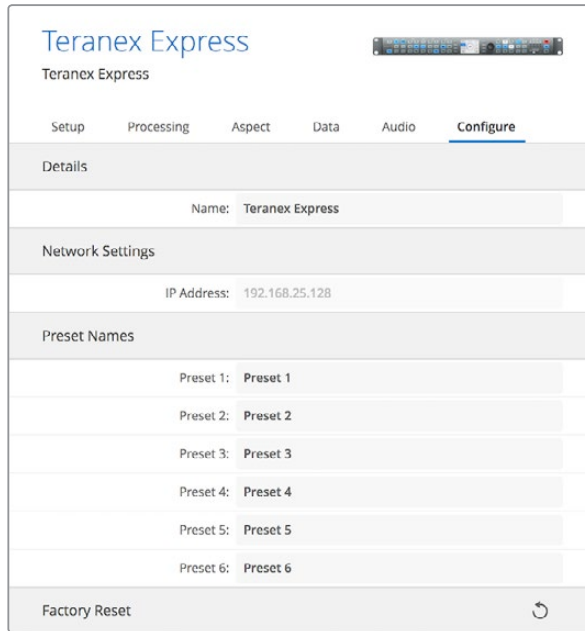 Teranex Express
Teranex Express
Setup Processing Aspect Data Audio Configure
Details
Name: Teranex Express
Network Settings
IP Address: 192.168.25.128
Preset Names
Preset 1: Preset 1
Preset 2: Preset 2
Preset 3: Preset 3
Preset 4: Preset 4
Preset 5: Preset 5
Preset 6: Preset 6
Factory Reset